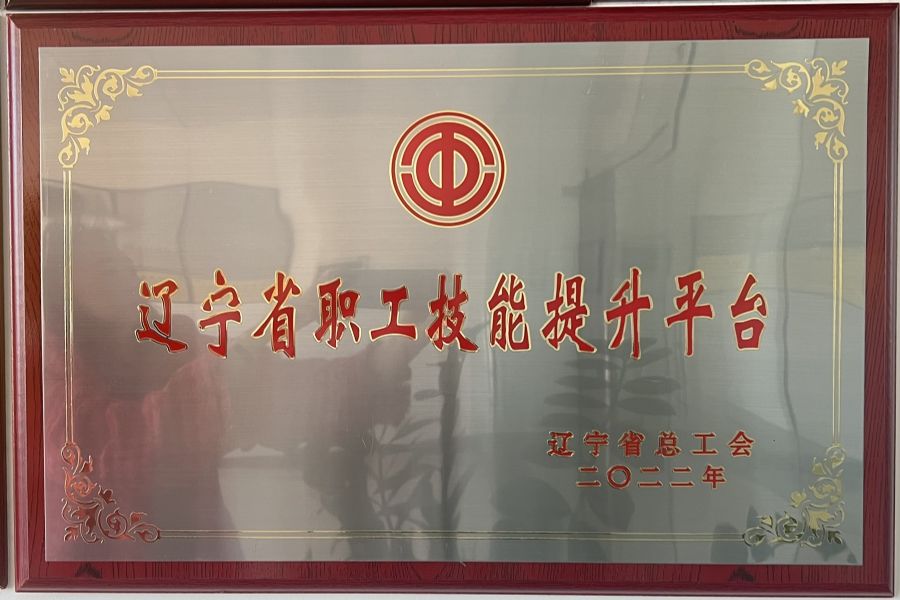 辽宁省职工技能提升平台
辽宁省总工会
二〇二二年